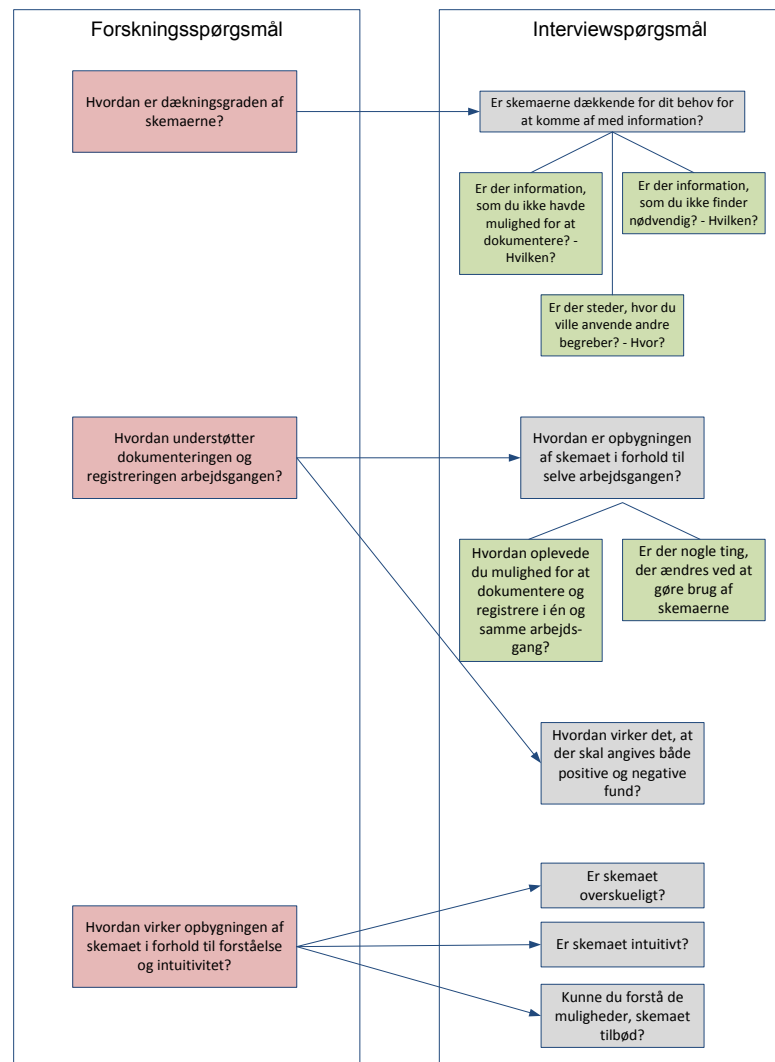 Forskningsspørgsmål
Interviewspørgsmål
Hvordan er dækningsgraden af
skemaerne?
Er skemaerne dækkende for dit behov for
at komme af med information?
Er der information,
som du ikke havde
mulighed for at
dokumentere? -
Hvilken?
Er der information,
som du ikke finder
nødvendig? - Hvilken?
Er der steder, hvor du
ville anvende andre
begreber? - Hvor?
Hvordan understøtter
dokumenteringen og
registreringen arbejdsgangen?
Hvordan er opbygningen
af skemaet i forhold til
selve arbejdsgangen?
Hvordan oplevede
du mulighed for at
dokumentere og
registrere i én og
samme arbejds-
gang?
Er der nogle ting,
der ændres ved at
gøre brug af
skemaerne
Hvordan virker det, at
der skal angives både
positive og negative
fund?
Hvordan virker opbygningen af
skemaet i forhold til forståelse
og intuitivitet?
Er skemaet
overskueligt?
Er skemaet intuitivt?
Kunne du forstå de
muligheder, skemaet
tilbød?